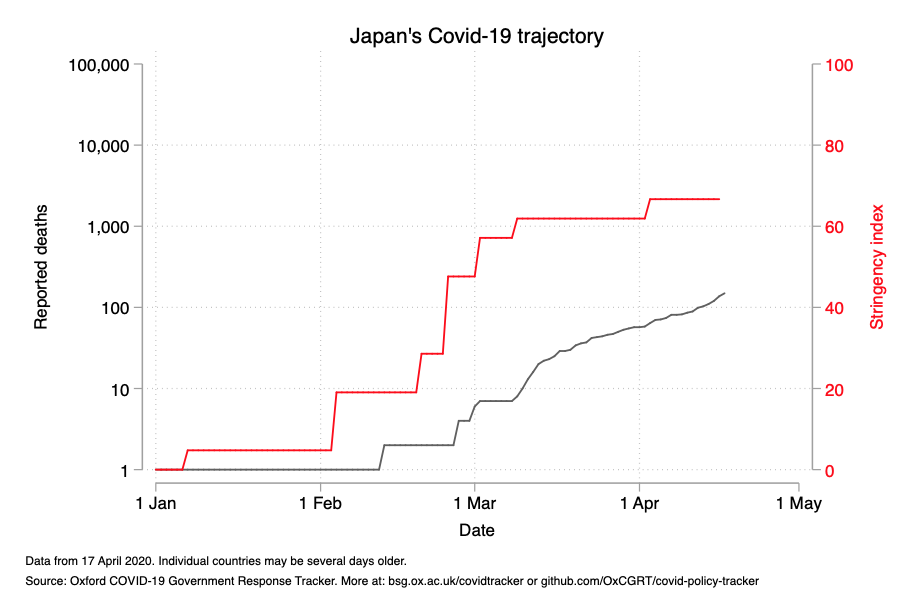 Japan's Covid-19 trajectory
100,000
10,000
1,000
100
10
1
Reported deaths
100
80
60
40
20
0
Stringency index
1 Jan
1 Feb
1 Mar
1 Apr
1 May
Date
Data from 17 April 2020. Individual countries may be several days older.
Source: Oxford COVID-19 Government Response Tracker. More at: bsg.ox.ac.uk/covidtracker or github.com/OxCGRT/covid-policy-tracker